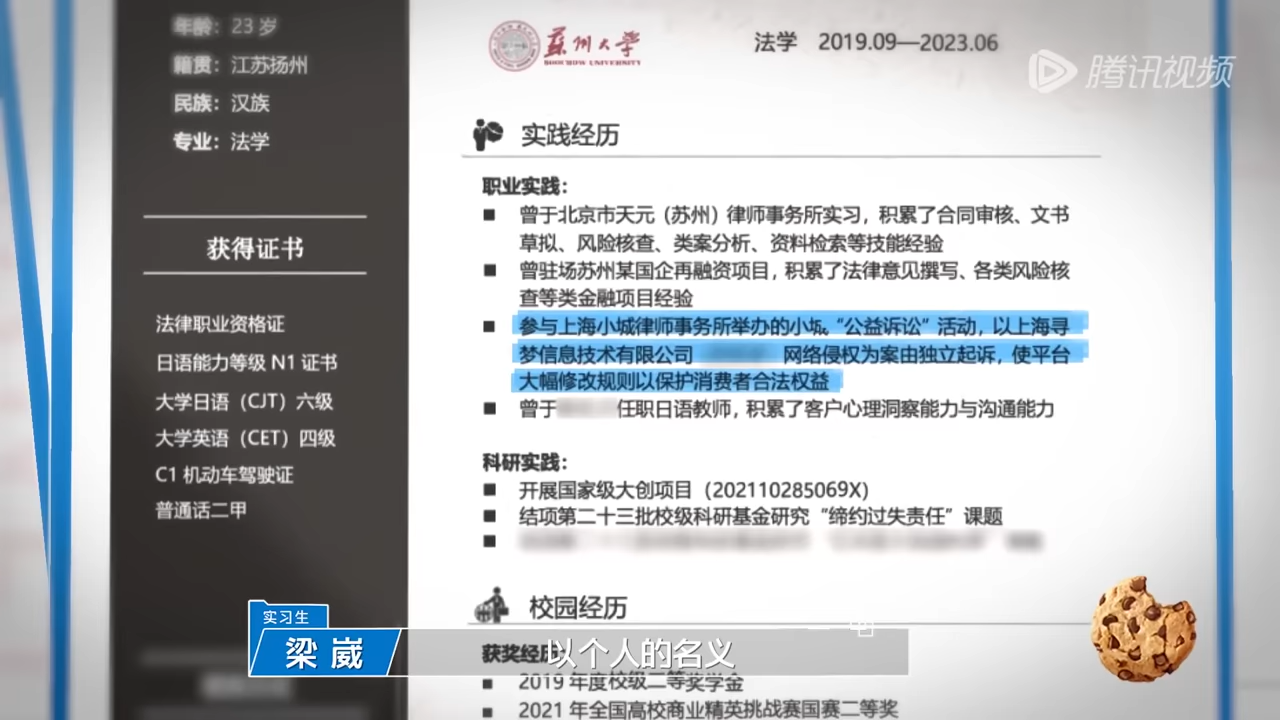 年龄：23 岁
籍贯：江苏扬州
民族：汉族
专业：法学
获得证书
法律职业资格证
日语能力等级 N1 证书
大学日语（CJT）六级
大学英语（CET）四级
C1 机动车驾驶证
普通话二甲
蘇州大学
SOOCHOW UNIVERSITY
法学 2019.09—2023.06
腾讯视频
实践经历
职业实践：
曾于北京市天元（苏州）律师事务所实习，积累了合同审核、文书
草拟、风险核查、类案分析、资料检索等技能经验
曾驻场苏州某国企再融资项目，积累了法律意见撰写、各类风险核
查等类金融项目经验
参与上海小城律师事务所举办的小城“公益诉讼”活动，以上海寻
梦信息技术有限公司 网络侵权为案由独立起诉，使平台
大幅修改规则以保护消费者合法权益
曾于 任职日语教师，积累了客户心理洞察能力与沟通能力
科研实践：
开展国家级大创项目（202110285069X）
结项第二十三批校级科研基金研究“缔约过失责任”课题
校园经历
获奖经历
2019 年度校级二等奖学金
2021 年全国高校商业精英挑战赛国赛二等奖
实习生
梁崴
以个人的名义